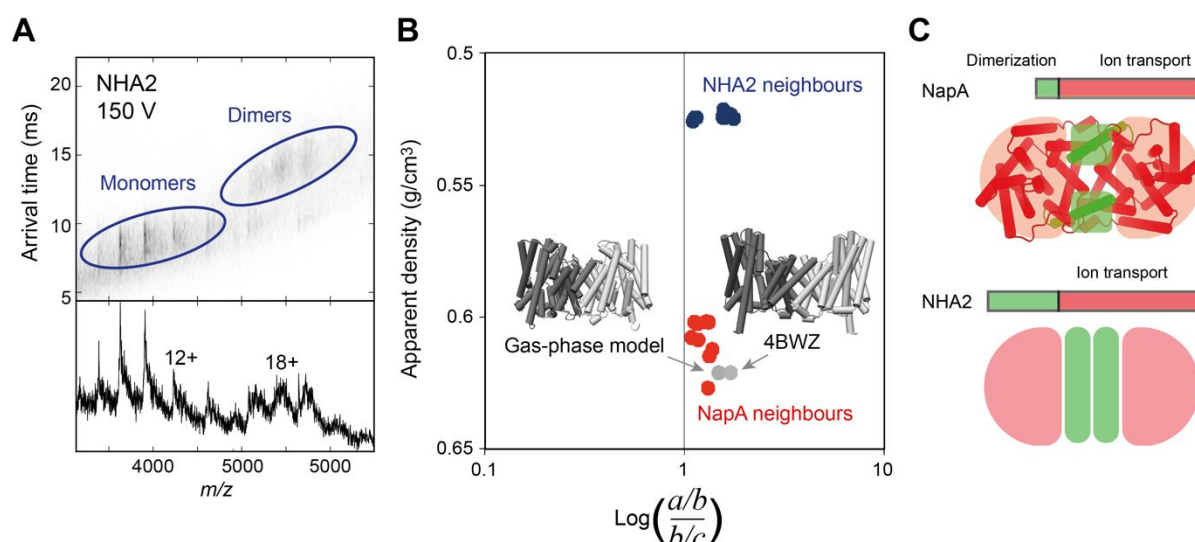 A
20
15
10
5
Arrival time (ms)
NHA2
150 V
Dimers
Monomers
12+
18+
4000
5000
5000
m/z
B
0.5
0.55
0.6
0.65
Apparent density (g/cm³)
NHA2 neighbours
Gas-phase model
4BWZ
NapA neighbours
0.1
1
10
Log(a/b
b/c)
C
Dimerization
Ion transport
NapA
Ion transport
NHA2